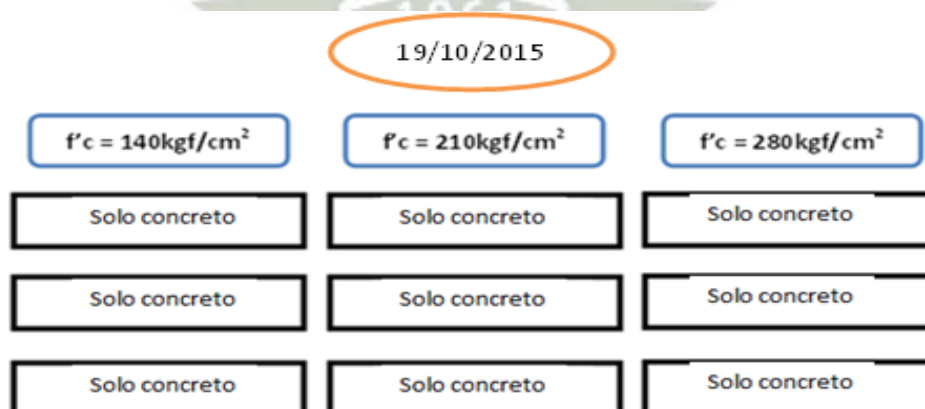 1961
19/10/2015
f'c = 140kgf/cm² f'c = 210kgf/cm² f'c = 280kgf/cm²
Solo concreto Solo concreto Solo concreto
Solo concreto Solo concreto Solo concreto
Solo concreto Solo concreto Solo concreto